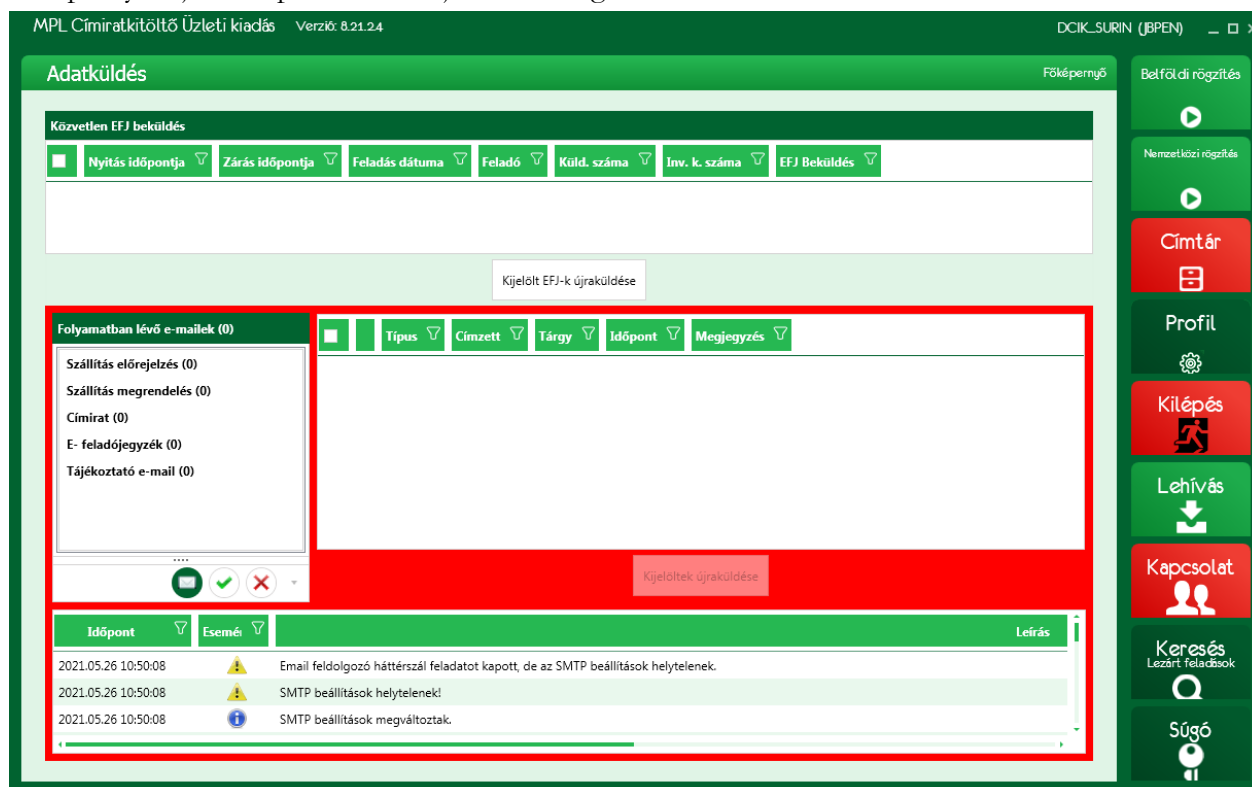 MPL Címiratkitöltő Üzleti kiadás Verzió: 8.21.2.4 DCIK_SURIN (JBPEN)
Adatküldés Főképernyő
Közvetlen EFJ beküldés
Nyitás időpontja Zárás időpontja Feladás dátuma Feladó Küld. száma Inv. k. száma EFJ Beküldés
Kijelölt EFJ-k újraküldése
Folyamatban lévő e-mailek (0)
Szállítás előrejelzés (0)
Szállítás megrendelés (0)
Címirat (0)
E- feladójegyzék (0)
Tájékoztató e-mail (0)
Típus Címzett Tárgy Időpont Megjegyzés
Kijelöltek újraküldése
Időpont Esemé Leírás
2021.05.26 10:50:08 Email feldolgozó háttérszál feladatot kapott, de az SMTP beállítások helytelenek.
2021.05.26 10:50:08 SMTP beállítások helytelenek!
2021.05.26 10:50:08 SMTP beállítások megváltoztak.
Belföldi rögzítés
Nemzetközi rögzítés
Címtár
Profil
Kilépés
Lehívás
Kapcsolat
Keresés
Lezárt feladások
Súgó